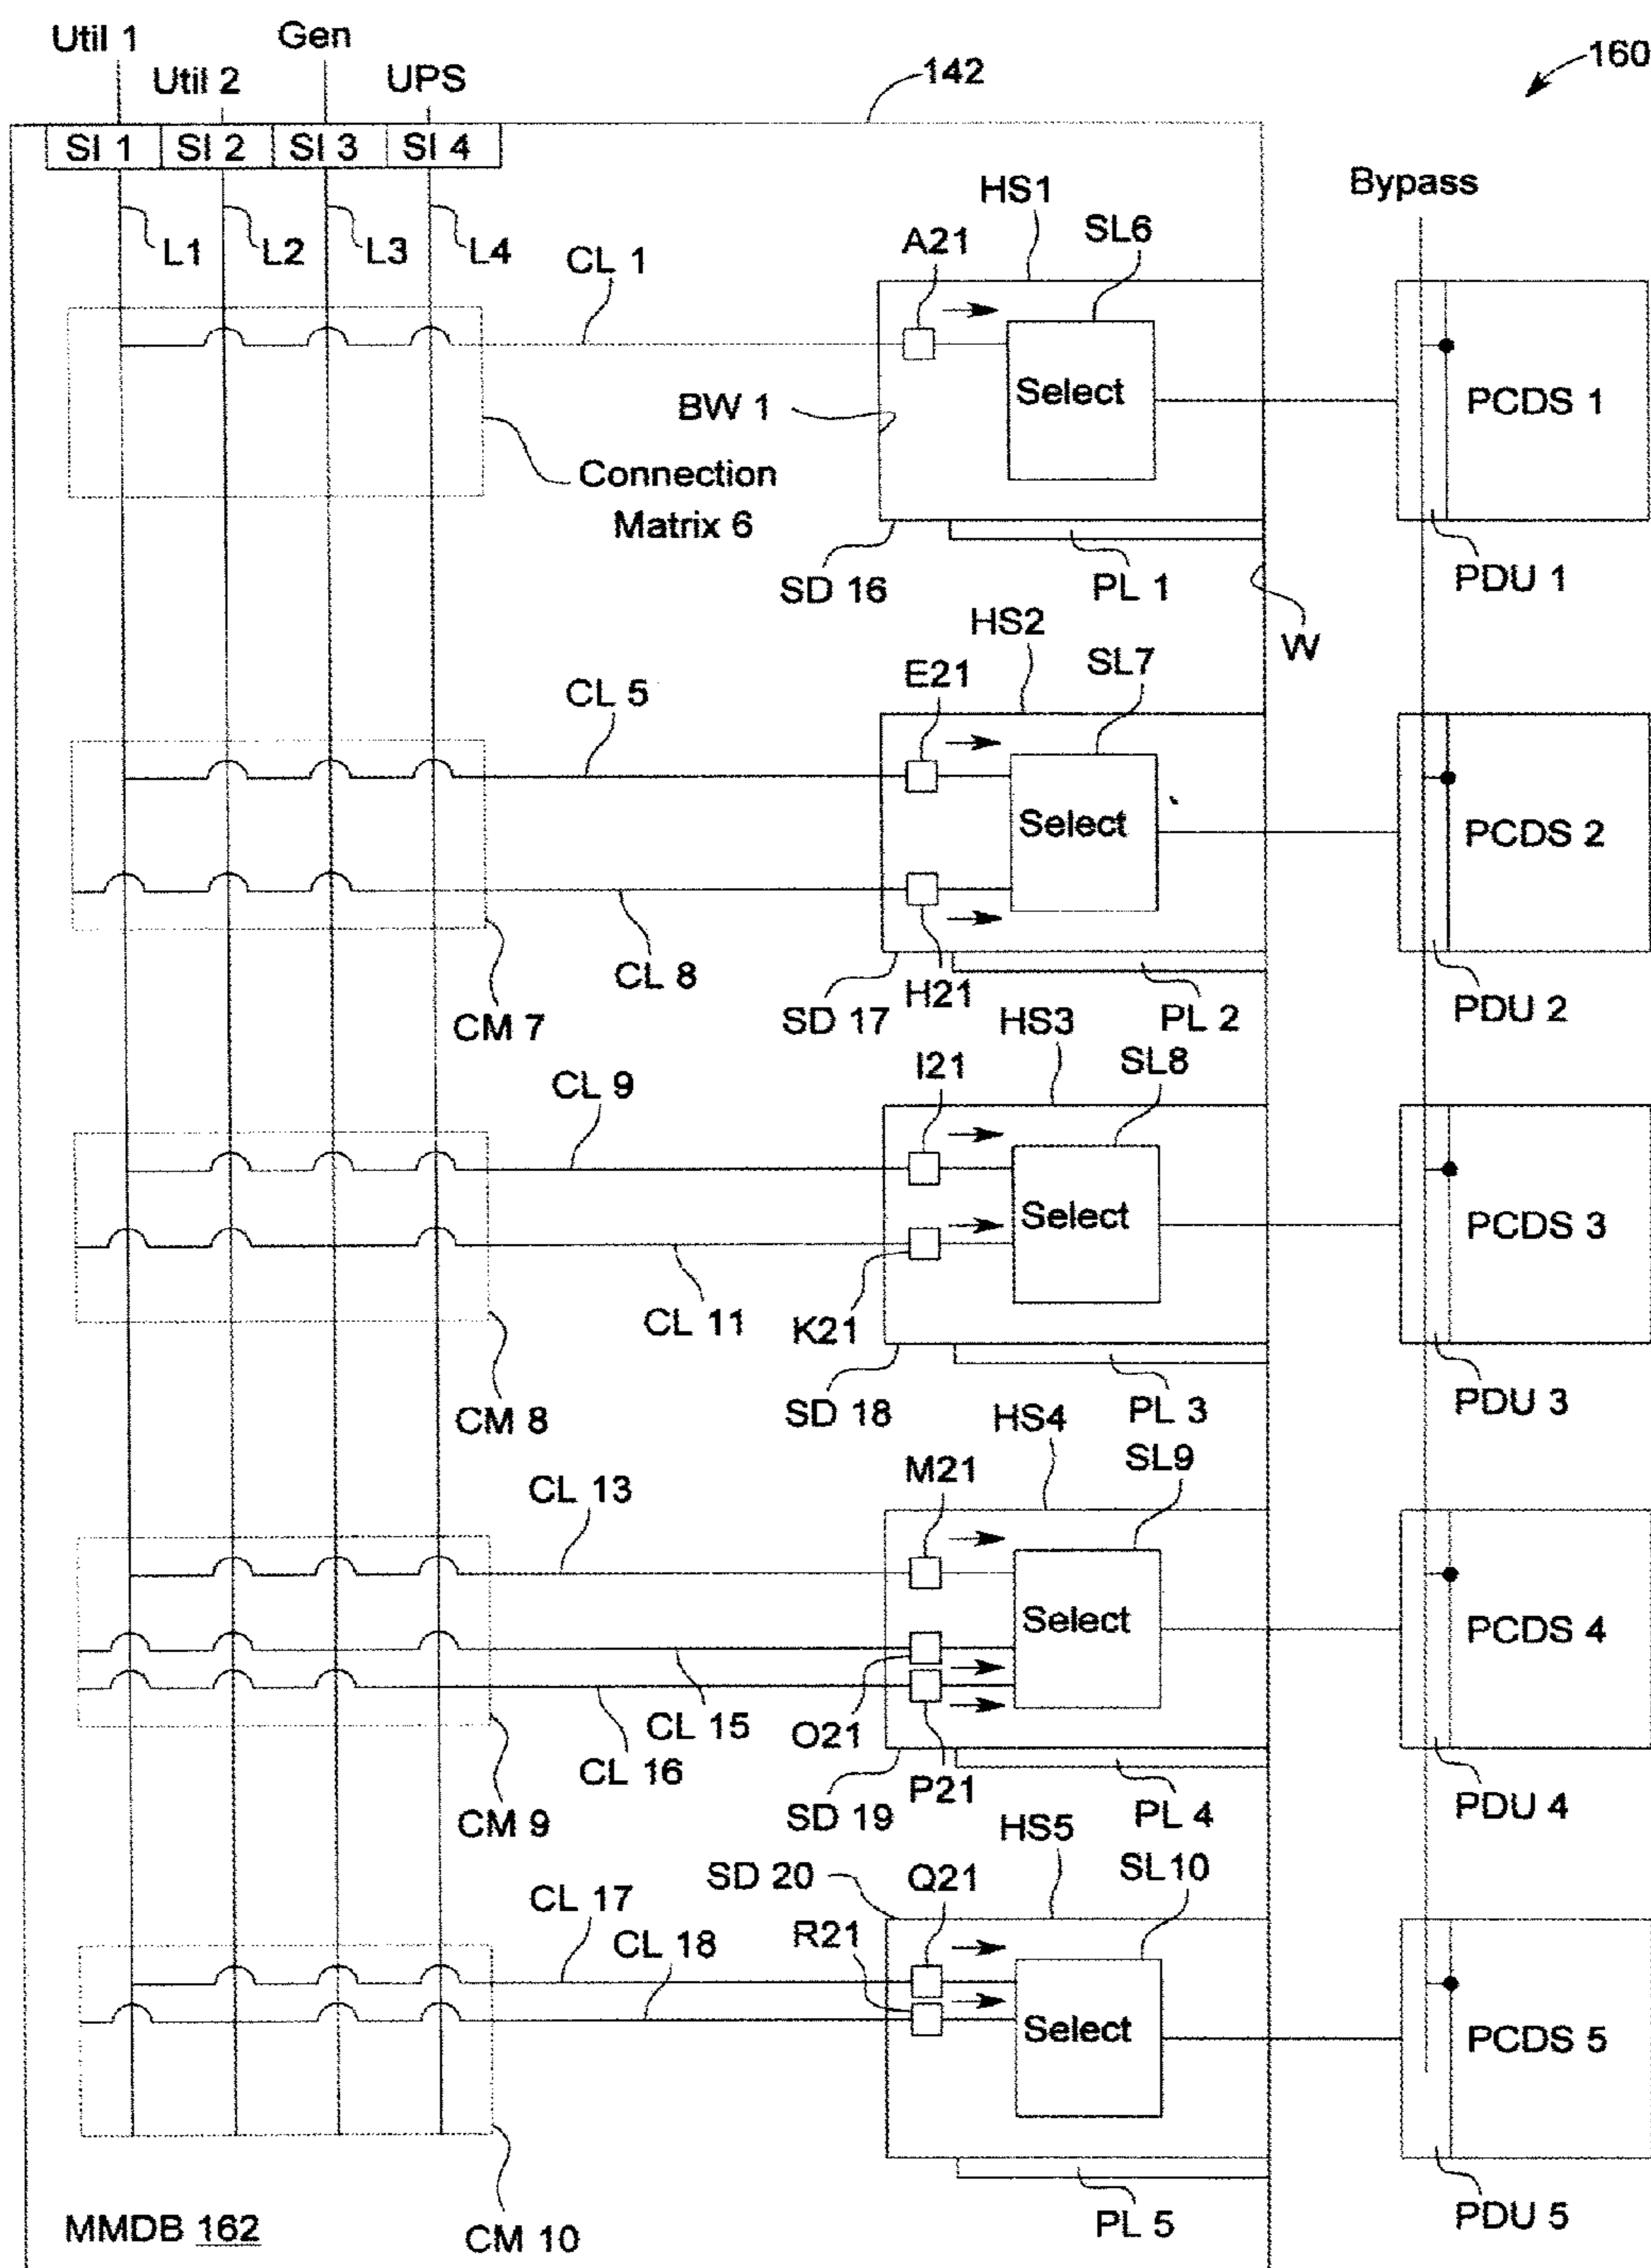 Util 1
Gen
Util 2
UPS
142
160
SI 1
SI 2
SI 3
SI 4
L1
L2
L3
L4
CL 1
A21
HS1
SL6
Bypass
BW 1
Select
PCDS 1
Connection
Matrix 6
SD 16
PL 1
PDU 1
W
HS2
SL7
E21
CL 5
Select
PCDS 2
CL 8
H21
SD 17
PL 2
PDU 2
CM 7
HS3
SL8
I21
CL 9
Select
PCDS 3
CL 11
K21
SD 18
PL 3
PDU 3
CM 8
HS4
SL9
M21
CL 13
Select
PCDS 4
CL 15
CL 16
O21
P21
SD 19
PL 4
PDU 4
CM 9
HS5
SL10
SD 20
Q21
CL 17
CL 18
R21
Select
PCDS 5
PL 5
PDU 5
MMDB 162
CM 10